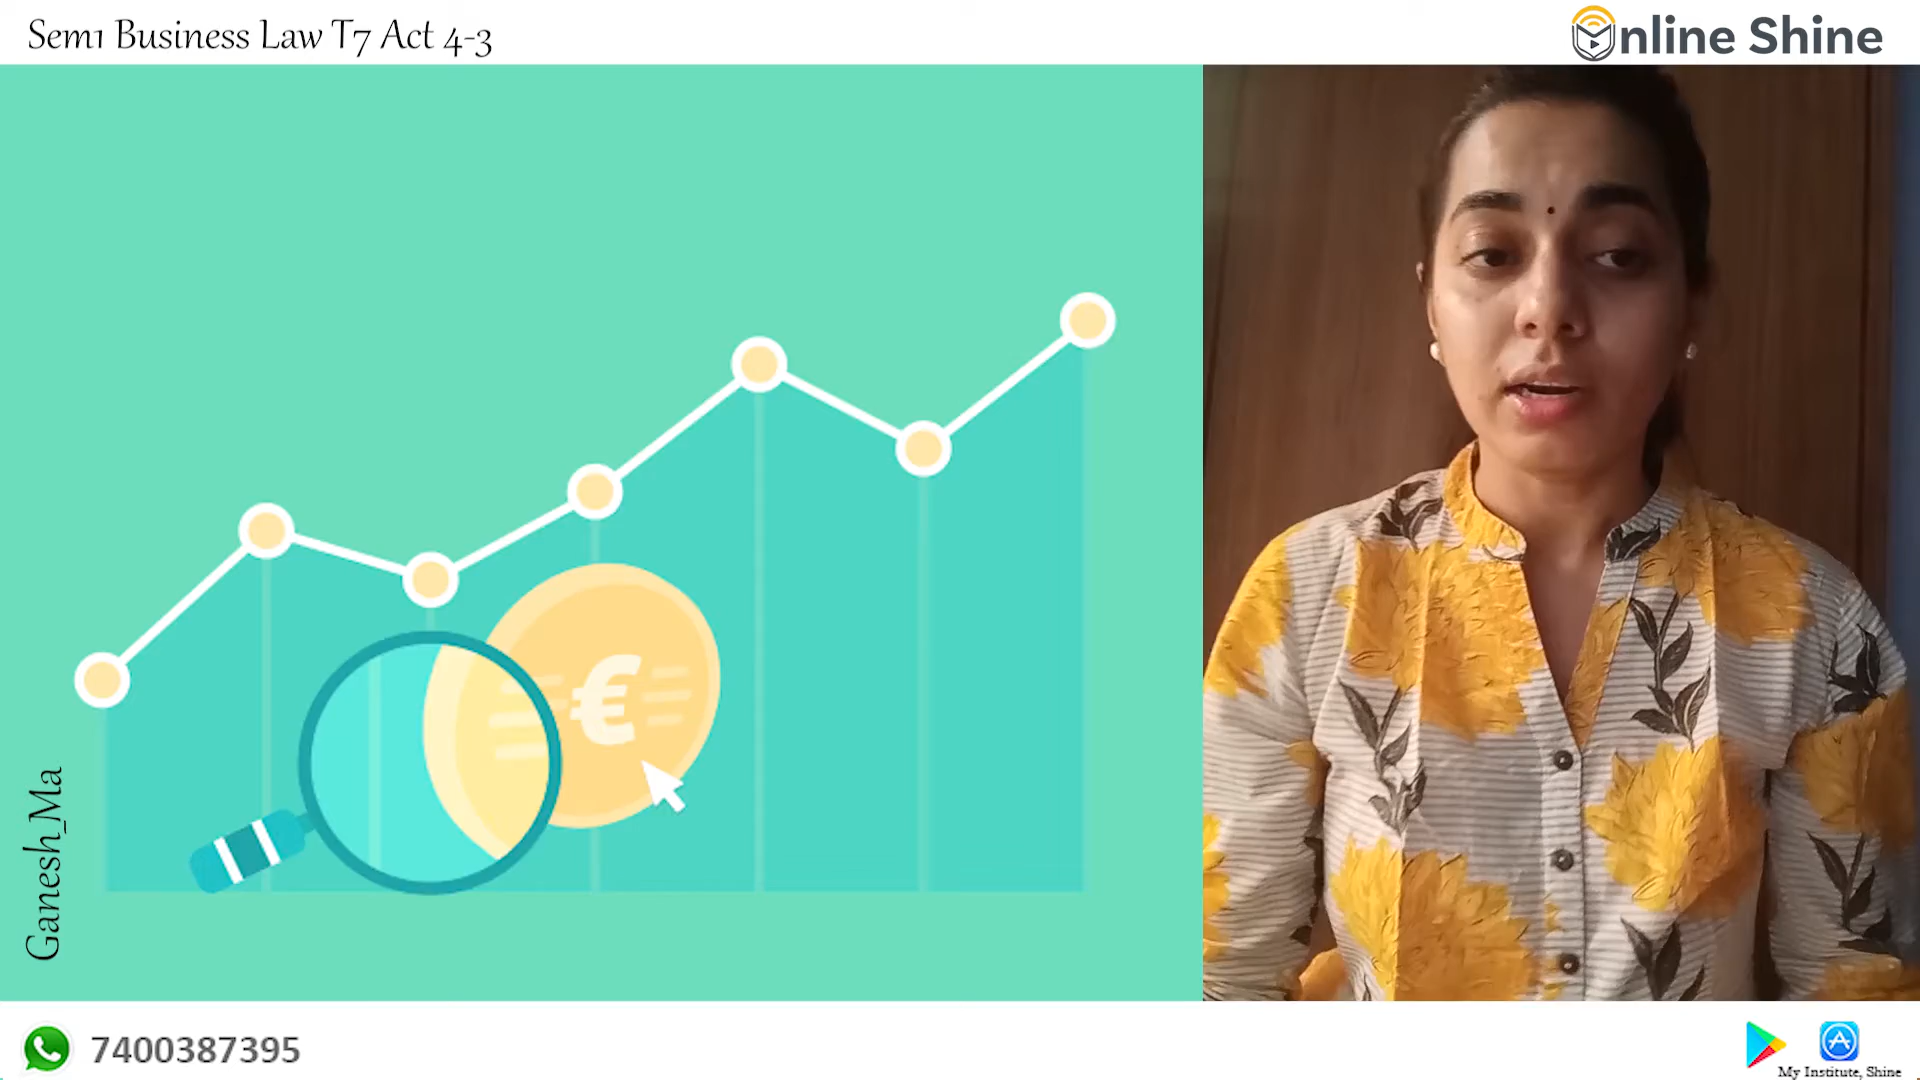 Sem1 Business Law T7 Act 4-3
Online Shine
€
Ganesh_Ma
7400387395
My Institute, Shine